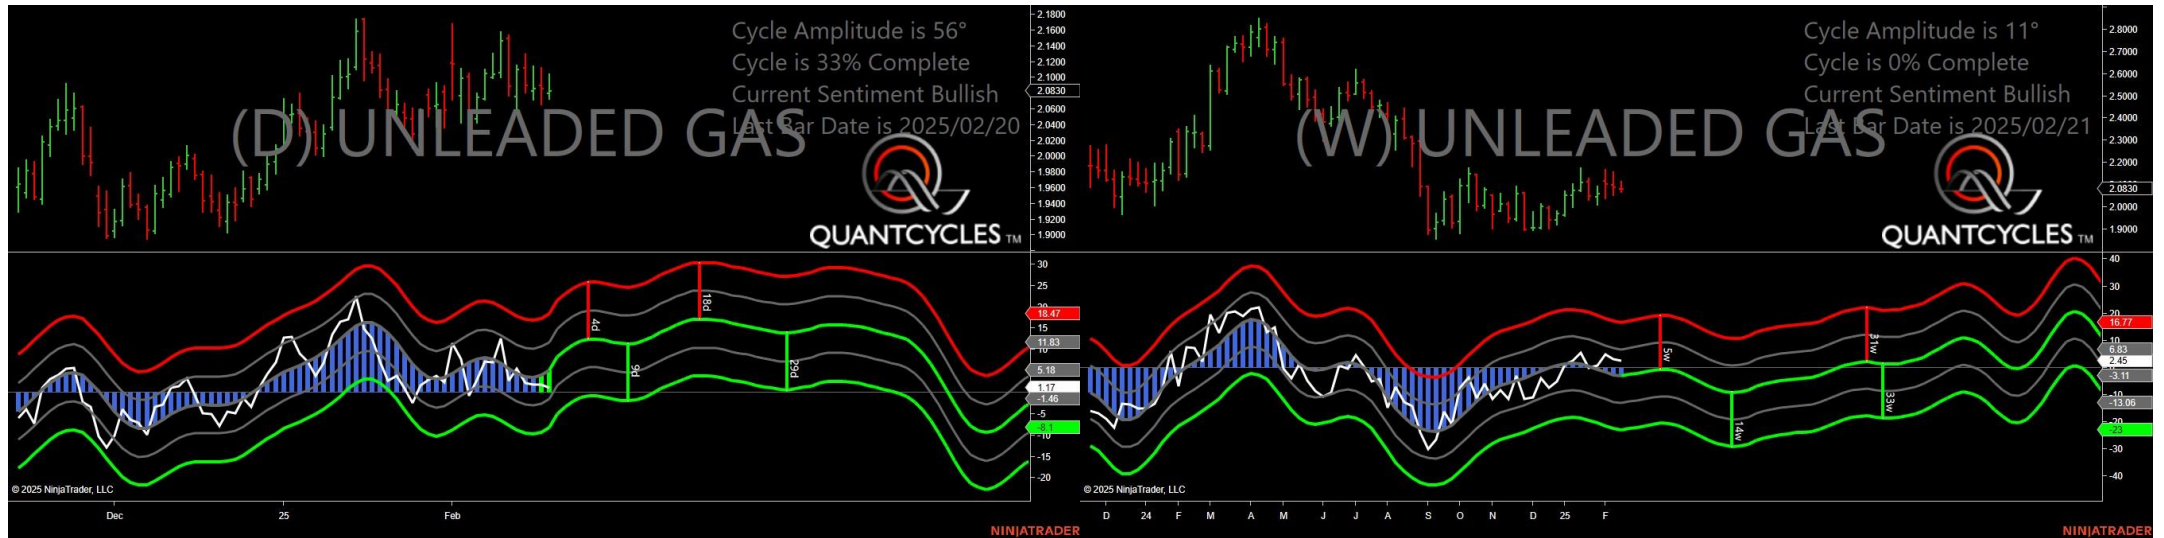 Cycle Amplitude is 56°
Cycle is 33% Complete
Current Sentiment Bullish
Last Bar Date is 2025/02/20
(D) UNLEADED GAS
QUANTCYCLES TM
2.1800
2.1600
2.1400
2.1200
2.1000
2.0830
2.0600
2.0400
2.0200
2.0000
1.9800
1.9600
1.9400
1.9200
1.9000
30
25
20
18.47
15
11.83
10
5.18
1.17
-1.46
-5
-8.1
-10
-15
-20
4d
9d
18d
29d
© 2025 NinjaTrader, LLC
Dec
25
Feb
NINJATRADER
Cycle Amplitude is 11°
Cycle is 0% Complete
Current Sentiment Bullish
Last Bar Date is 2025/02/21
(W) UNLEADED GAS
QUANTCYCLES TM
2.8000
2.7000
2.6000
2.5000
2.4000
2.3000
2.2000
2.0830
2.0000
1.9000
40
30
20
16.77
10
6.83
2.45
-3.11
-10
-13.06
-20
-23
-30
-40
5w
14w
31w
33w
© 2025 NinjaTrader, LLC
D 24 F M A M J J A S O N D 25 F
NINJATRADER